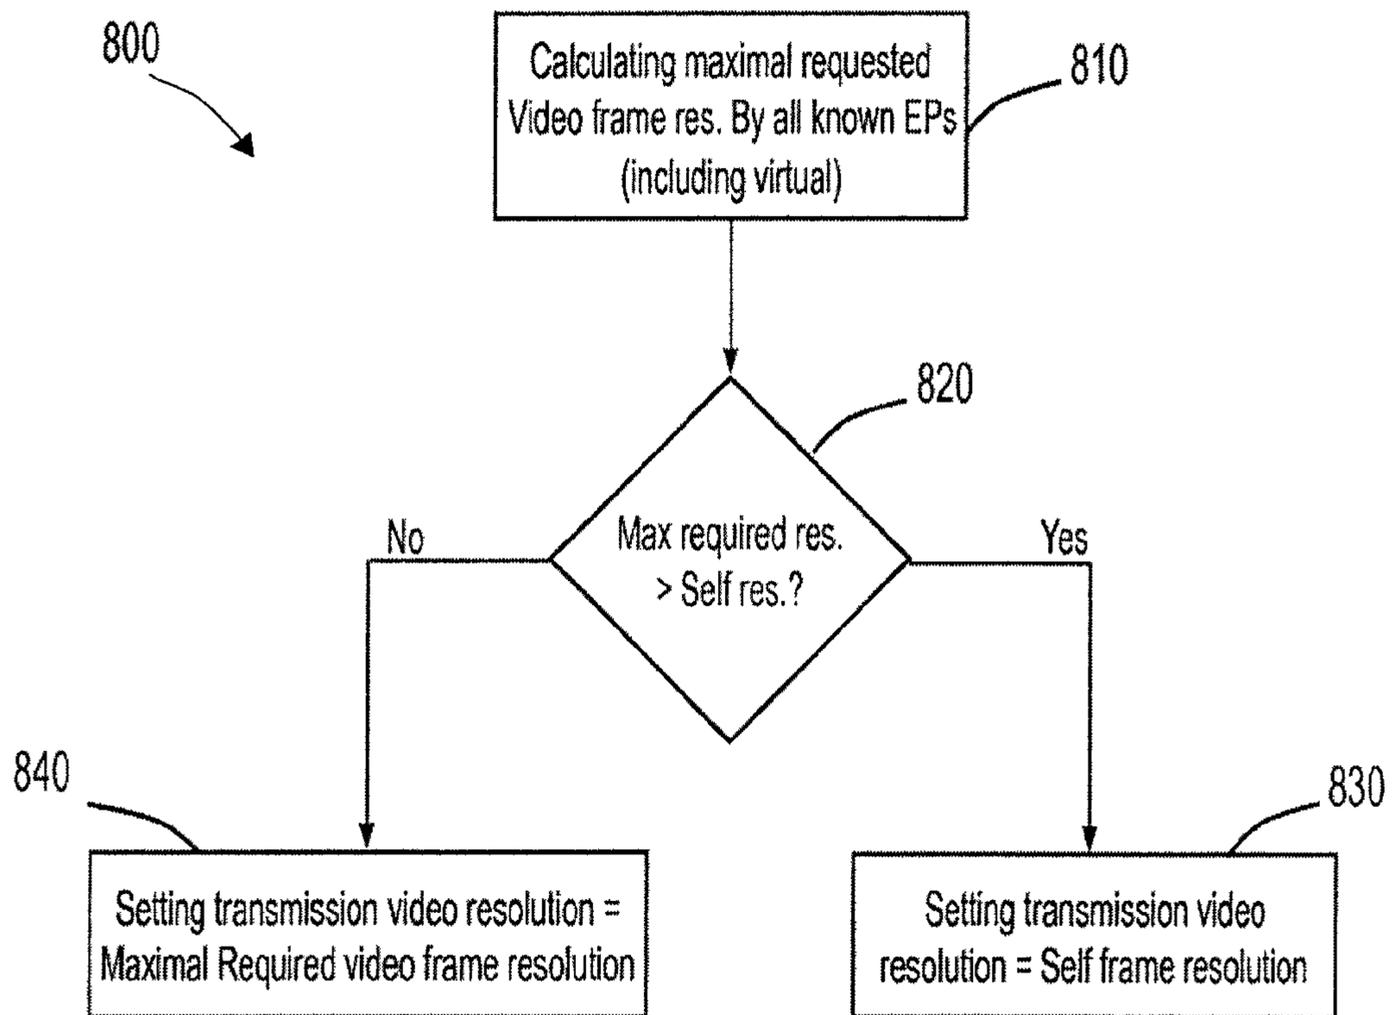 800
Calculating maximal requested
Video frame res. By all known EPs
(including virtual)
810
820
Max required res.
> Self res.?
No
Yes
840
Setting transmission video resolution =
Maximal Required video frame resolution
830
Setting transmission video
resolution = Self frame resolution